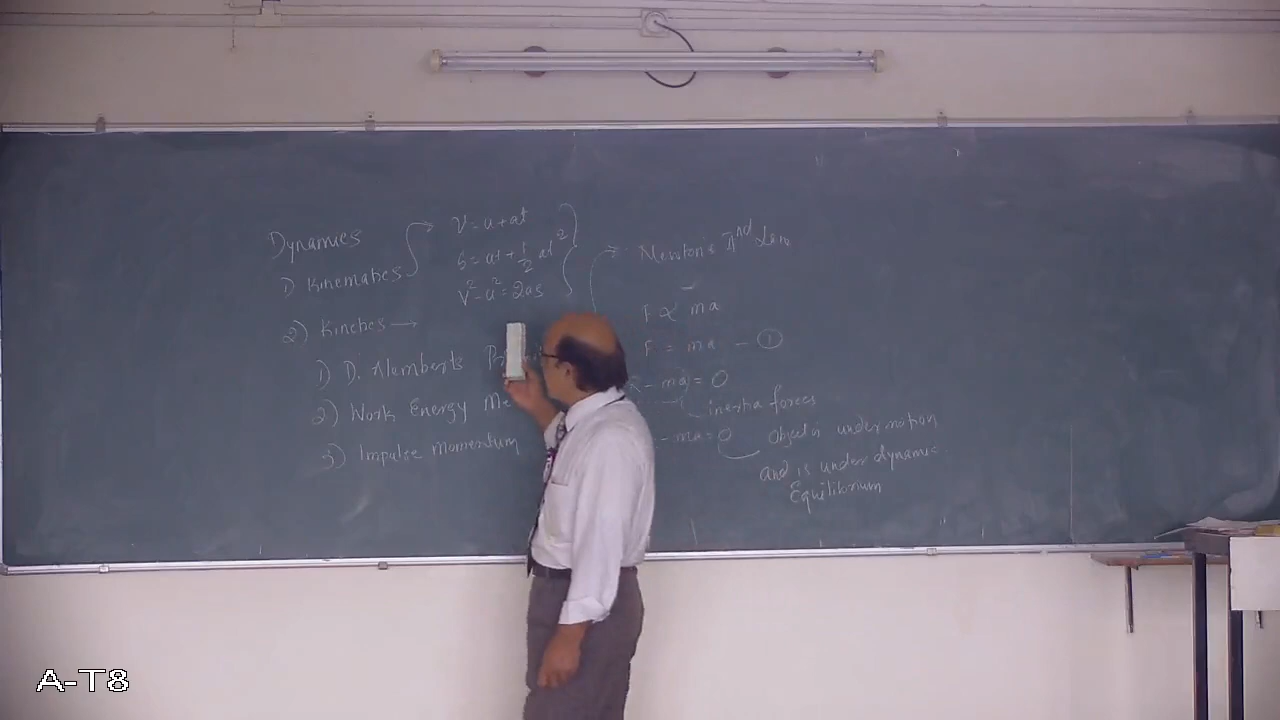 Dynamics
1) Kinematics
V = u + at
S = ut + 1/2 at²
V² - u² = 2as
2) Kinetics →
1) D. Alemberts
2) Work Energy Me
3) Impulse momentum
Newton's IInd Law
F ∝ ma
F = ma - ①
- ma) = 0
inertia forces
- ma = 0
Object is under motion
and is under dynamic
Equilibrium
A-T8